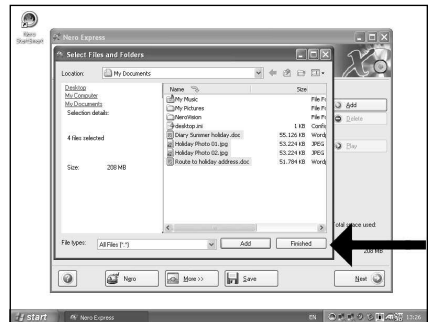 Nero
StartSmart
Nero Express
Select Files and Folders
Location: My Documents
Desktop
My Computer
My Documents
Selection details:
4 files selected
Size: 208 MB
Name Size
My Music File Fo
My Pictures File Fo
NeroVision File Fo
desktop.ini 1 KB Config
Diary Summer holiday.doc 55.126 KB Word
Holiday Photo 01.jpg 53.224 KB JPEG
Holiday Photo 02.jpg 53.224 KB JPEG
Route to holiday address.doc 51.784 KB Word
File types: All Files (*.*) Add Finished
Add
Delete
Play
otal space used:
208 MB
Nero More >> Save Next
start Nero Express EN 13:26